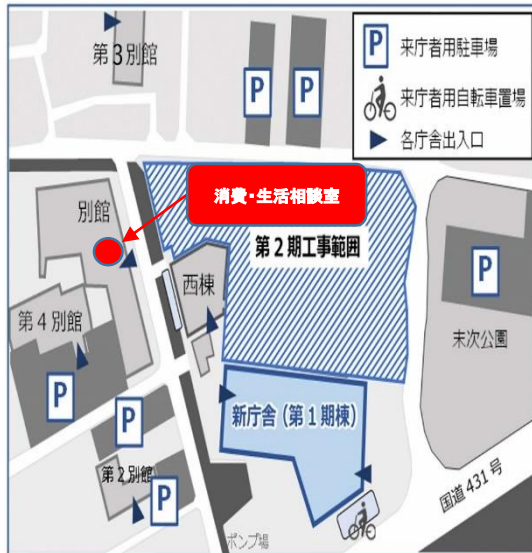 第3別館
P
P
P
来庁者用駐車場
来庁者用自転車置場
各庁舎出入口
消費・生活相談室
別館
第2期工事範囲
西棟
P
第4別館
末次公園
P
新庁舎(第1期棟)
P
第2別館
P
国道431号
ポンプ場